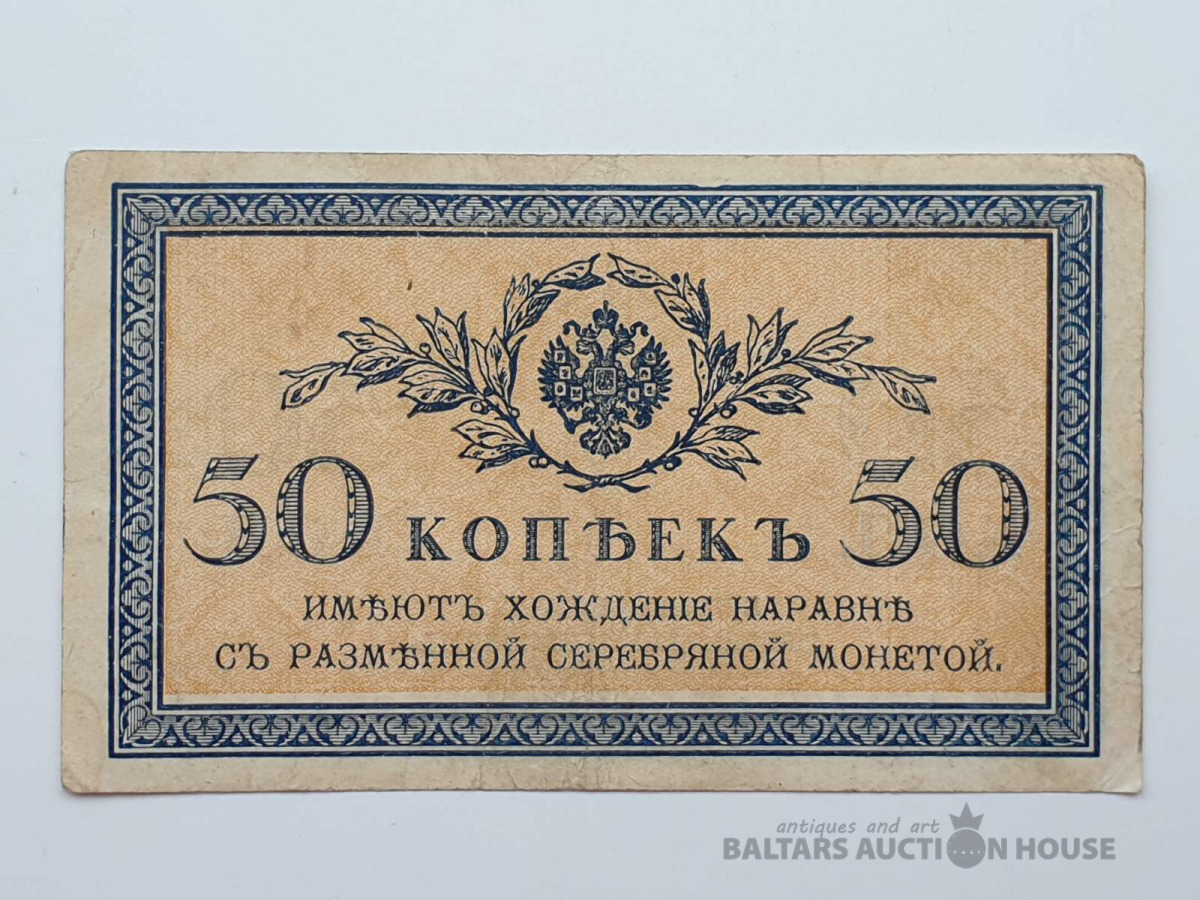 50 КОПѢЕКЪ 50
ИМѢЮТЪ ХОЖДЕНІЕ НАРАВНѢ
СЪ РАЗМѢННОЙ СЕРЕБРЯНОЙ МОНЕТОЙ.
antiques and art
BALTARS AUCTION HOUSE